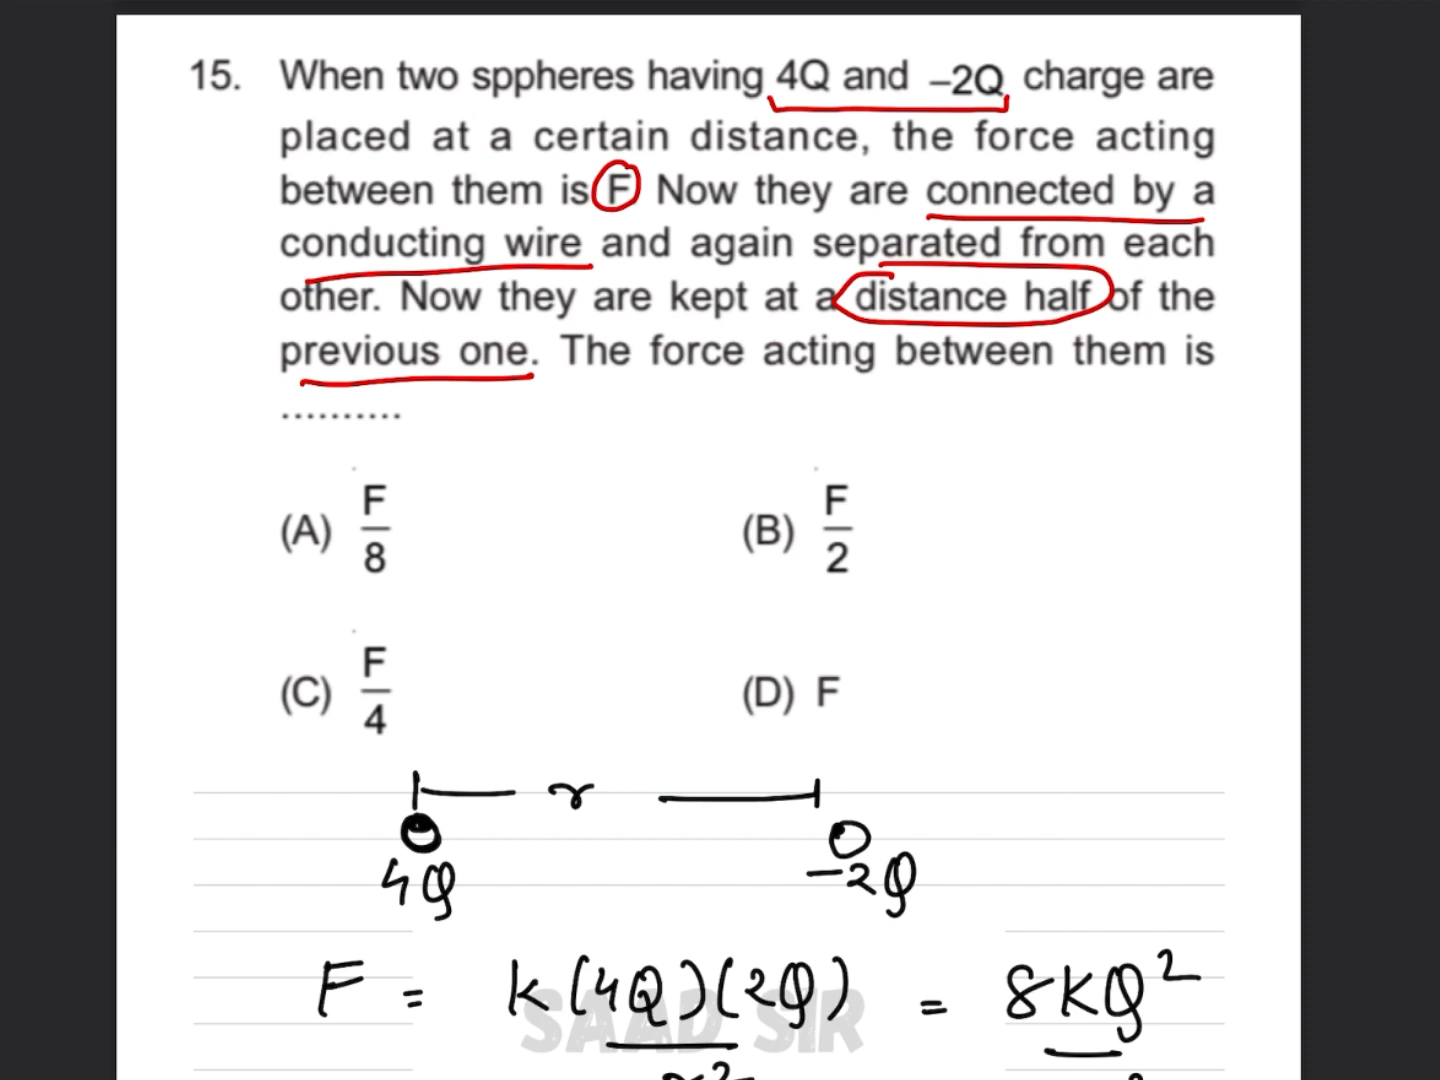 15. When two sppheres having 4Q and –2Q charge are
placed at a certain distance, the force acting
between them is F Now they are connected by a
conducting wire and again separated from each
other. Now they are kept at a distance half of the
previous one. The force acting between them is
..........
(A) F/8 (B) F/2
(C) F/4 (D) F
r
4Q -2Q
F = k(4Q)(2Q) = 8KQ²
SAAD SIR